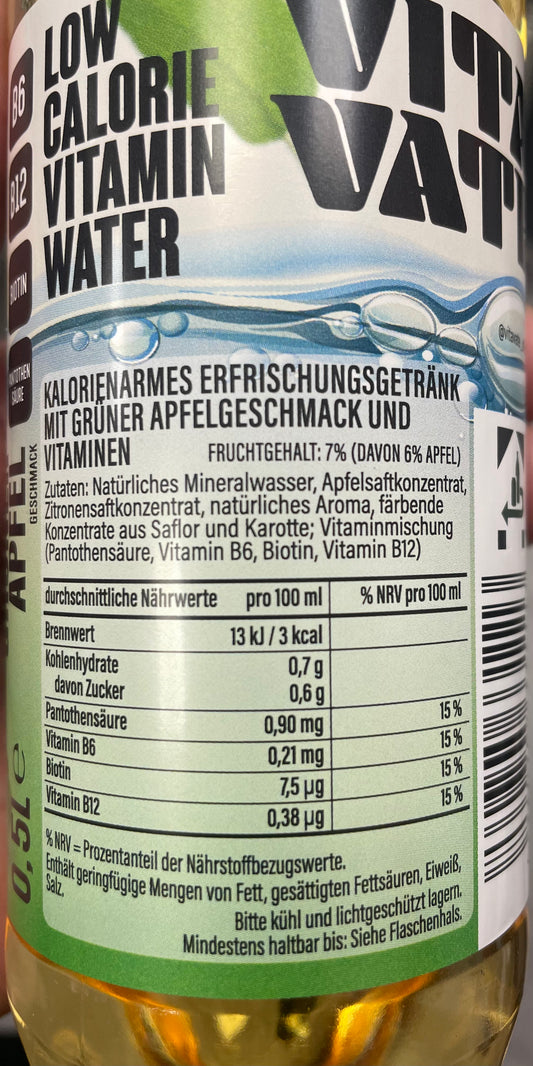 LOW
CALORIE
VITAMIN
WATER
B6
B12
BIOTIN
SÄURE
APFEL
GESCHMACK
0,5L e
KALORIENARMES ERFRISCHUNGSGETRÄNK
MIT GRÜNER APFELGESCHMACK UND
VITAMINEN FRUCHTGEHALT: 7% (DAVON 6% APFEL)
Zutaten: Natürliches Mineralwasser, Apfelsaftkonzentrat,
Zitronensaftkonzentrat, natürliches Aroma, färbende
Konzentrate aus Saflor und Karotte; Vitaminmischung
(Pantothensäure, Vitamin B6, Biotin, Vitamin B12)
durchschnittliche Nährwerte pro 100 ml % NRV pro 100 ml
Brennwert 13 kJ / 3 kcal
Kohlenhydrate 0,7 g
davon Zucker 0,6 g
Pantothensäure 0,90 mg 15 %
Vitamin B6 0,21 mg 15 %
Biotin 7,5 µg 15 %
Vitamin B12 0,38 µg 15 %
% NRV = Prozentanteil der Nährstoffbezugswerte.
Enthält geringfügige Mengen von Fett, gesättigten Fettsäuren, Eiweiß,
Salz.
Bitte kühl und lichtgeschützt lagern.
Mindestens haltbar bis: Siehe Flaschenhals.